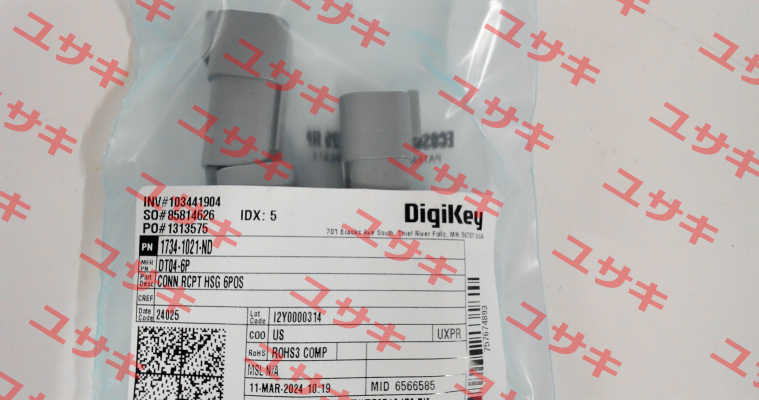 INV#103441904
SO#85814626 IDX: 5 DigiKey
PO#1313575
701 Brooks Ave South, Thief River Falls, MN 56701 USA
PN 1734-1021-ND
MFR PN DT04-6P
Part Desc CONN RCPT HSG 6POS
CREF
Date Code 24025 Lot Code I2Y0000314
COO US UXPR
RoHS ROHS3 COMP
MSL N/A
11-MAR-2024 10:19 MID 6566585
757674893
ユサキ